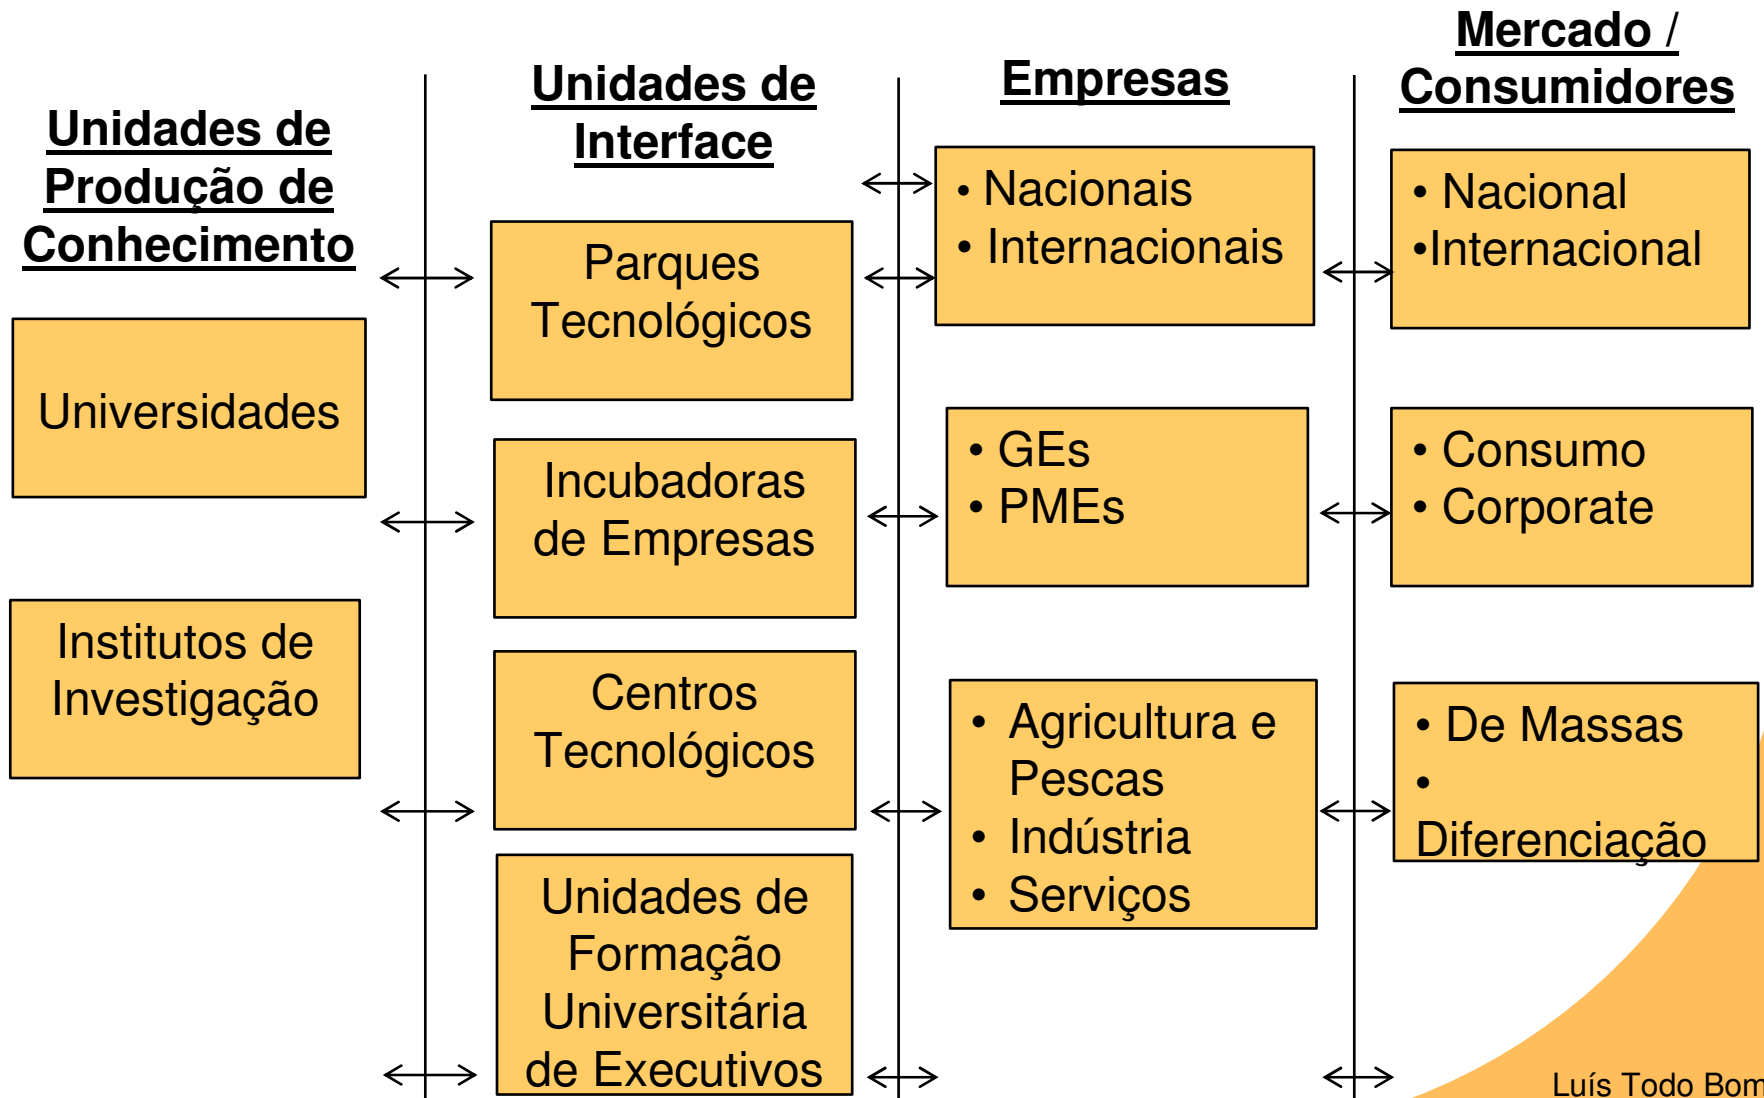 Unidades de
Produção de
Conhecimento
Universidades
Institutos de
Investigação
Unidades de
Interface
Parques
Tecnológicos
Incubadoras
de Empresas
Centros
Tecnológicos
Unidades de
Formação
Universitária
de Executivos
Empresas
• Nacionais
• Internacionais
• GEs
• PMEs
• Agricultura e
Pescas
• Indústria
• Serviços
Mercado /
Consumidores
• Nacional
•Internacional
• Consumo
• Corporate
• De Massas
•
Diferenciação
Luís Todo Bom